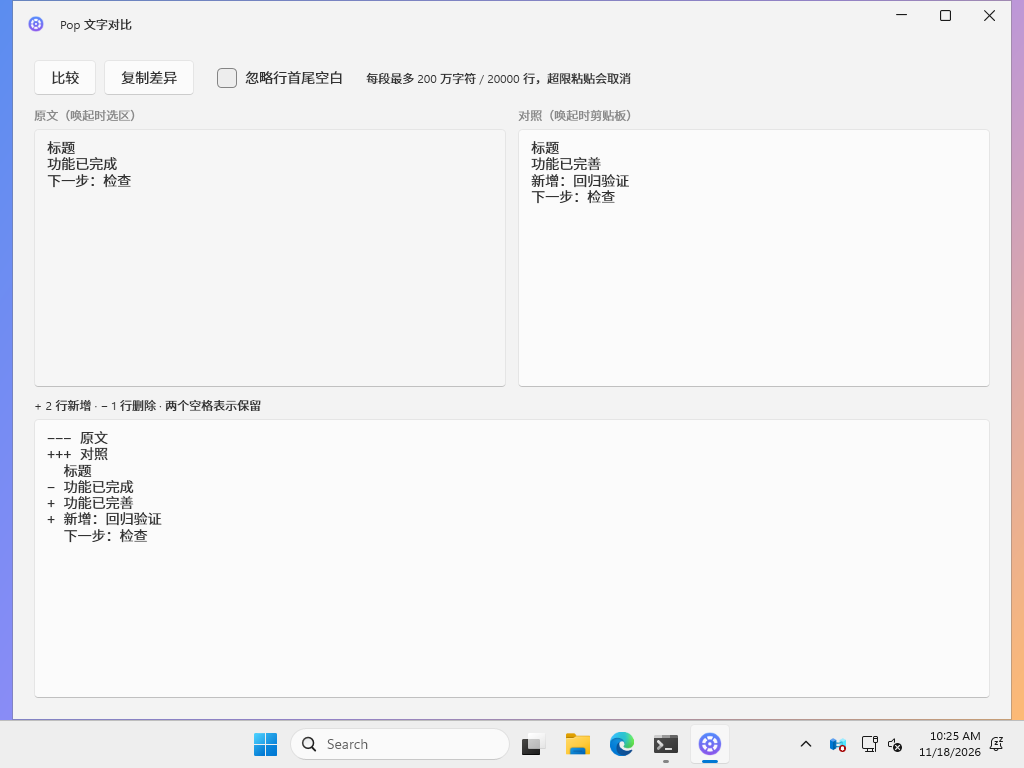 Pop 文字对比
比较 复制差异 忽略行首尾空白 每段最多 200 万字符 / 20000 行，超限粘贴会取消
原文（唤起时选区）
标题
功能已完成
下一步：检查
对照（唤起时剪贴板）
标题
功能已完善
新增：回归验证
下一步：检查
+ 2 行新增 · − 1 行删除 · 两个空格表示保留
--- 原文
+++ 对照
  标题
− 功能已完成
+ 功能已完善
+ 新增：回归验证
  下一步：检查
Search
10:25 AM
11/18/2026